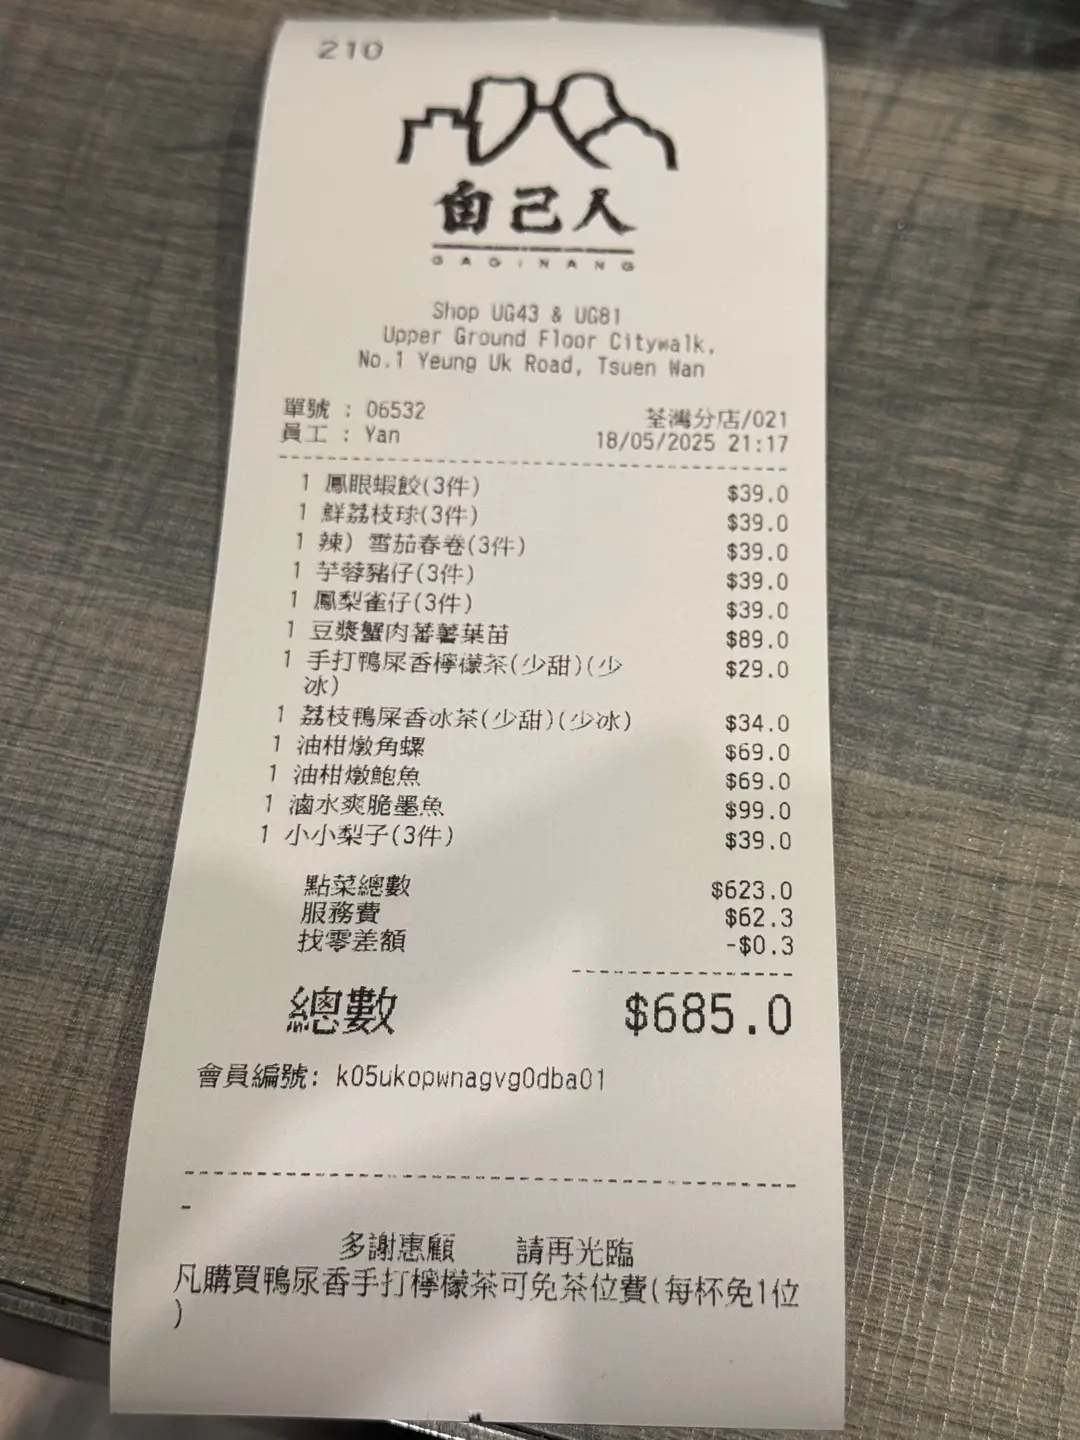 210
自己人
GAGINANG
Shop UG43 & UG81
Upper Ground Floor Citywalk,
No.1 Yeung Uk Road, Tsuen Wan
單號 : 06532 荃灣分店/021
員工 : Yan 18/05/2025 21:17
1 鳳眼蝦餃(3件) $39.0
1 鮮荔枝球(3件) $39.0
1 辣) 雪茄春卷(3件) $39.0
1 芋蓉豬仔(3件) $39.0
1 鳳梨雀仔(3件) $39.0
1 豆漿蟹肉蕃薯葉苗 $89.0
1 手打鴨屎香檸檬茶(少甜)(少 $29.0
冰)
1 荔枝鴨屎香冰茶(少甜)(少冰) $34.0
1 油柑燉角螺 $69.0
1 油柑燉鮑魚 $69.0
1 滷水爽脆墨魚 $99.0
1 小小梨子(3件) $39.0
點菜總數 $623.0
服務費 $62.3
找零差額 -$0.3
總數 $685.0
會員編號: k05ukopwnagvg0dba01
-
多謝惠顧 請再光臨
凡購買鴨尿香手打檸檬茶可免茶位費(每杯免1位
)